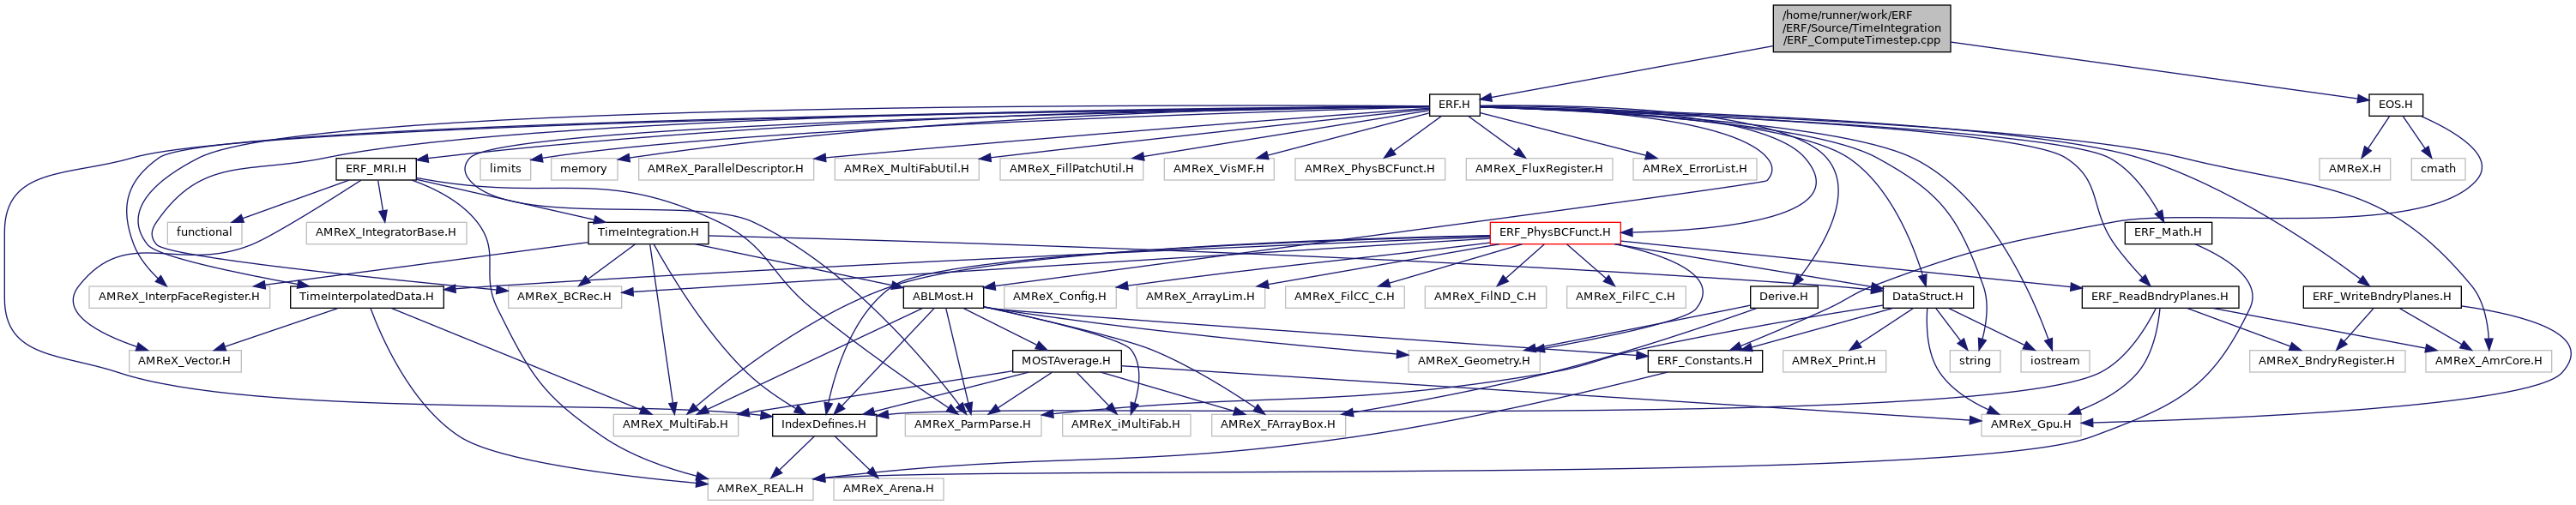 /home/runner/work/ERF
/ERF/Source/TimeIntegration
/ERF_ComputeTimestep.cpp
ERF.H
EOS.H
ERF_MRI.H
limits
memory
AMReX_ParallelDescriptor.H
AMReX_MultiFabUtil.H
AMReX_FillPatchUtil.H
AMReX_VisMF.H
AMReX_PhysBCFunct.H
AMReX_FluxRegister.H
AMReX_ErrorList.H
AMReX.H
cmath
functional
AMReX_IntegratorBase.H
TimeIntegration.H
ERF_PhysBCFunct.H
ERF_Math.H
AMReX_InterpFaceRegister.H
TimeInterpolatedData.H
AMReX_BCRec.H
ABLMost.H
AMReX_Config.H
AMReX_ArrayLim.H
AMReX_FilCC_C.H
AMReX_FilND_C.H
AMReX_FilFC_C.H
Derive.H
DataStruct.H
ERF_ReadBndryPlanes.H
ERF_WriteBndryPlanes.H
AMReX_Vector.H
MOSTAverage.H
AMReX_Geometry.H
ERF_Constants.H
AMReX_Print.H
string
iostream
AMReX_BndryRegister.H
AMReX_AmrCore.H
AMReX_MultiFab.H
IndexDefines.H
AMReX_ParmParse.H
AMReX_iMultiFab.H
AMReX_FArrayBox.H
AMReX_Gpu.H
AMReX_REAL.H
AMReX_Arena.H